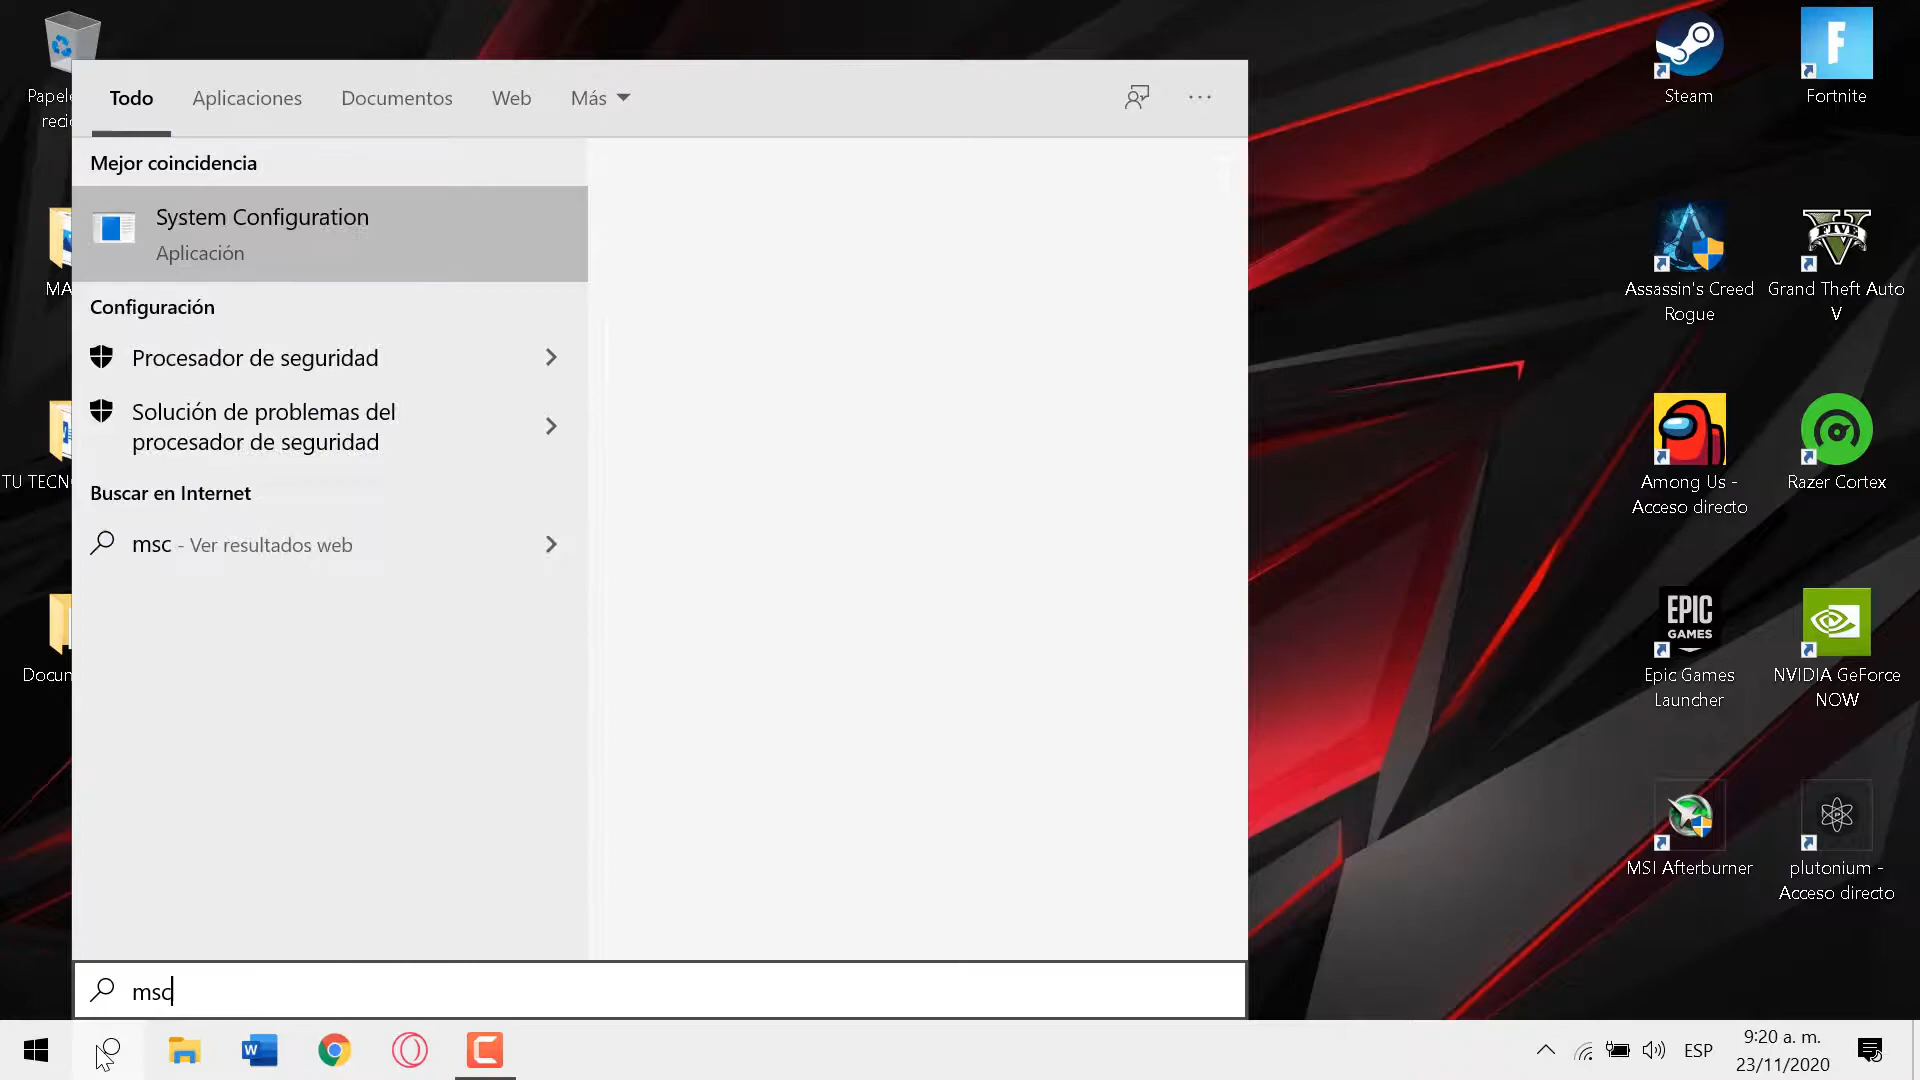 Todo
Aplicaciones
Documentos
Web
Más
Mejor coincidencia
System Configuration
Aplicación
Configuración
Procesador de seguridad
Solución de problemas del
procesador de seguridad
Buscar en Internet
msc - Ver resultados web
msc
Steam
Fortnite
FIVE
Assassin's Creed
Rogue
Grand Theft Auto
V
Among Us -
Acceso directo
Razer Cortex
EPIC
GAMES
Epic Games
Launcher
NVIDIA GeForce
NOW
MSI Afterburner
plutonium -
Acceso directo
ESP
9:20 a. m.
23/11/2020